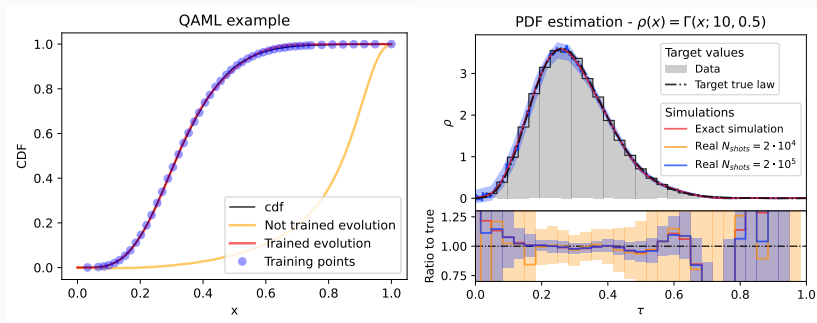 QAML example
1.0
0.8
0.6
0.4
0.2
0.0
CDF
cdf
Not trained evolution
Trained evolution
Training points
0.0 0.2 0.4 0.6 0.8 1.0
x
PDF estimation - ρ(x) = Γ(x; 10, 0.5)
3
2
1
0
ρ
Target values
Data
Target true law
Simulations
Exact simulation
Real N_shots = 2 · 10⁴
Real N_shots = 2 · 10⁵
1.25
1.00
0.75
Ratio to true
0.0 0.2 0.4 0.6 0.8 1.0
τ